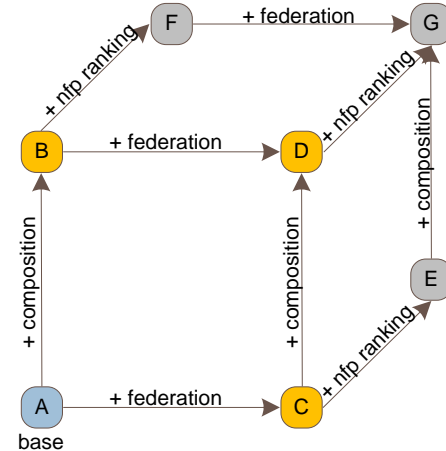 F
+ federation
G
+ nfp ranking
+ nfp ranking
B
+ federation
D
+ composition
+ composition
+ composition
E
+ nfp ranking
A
+ federation
C
base